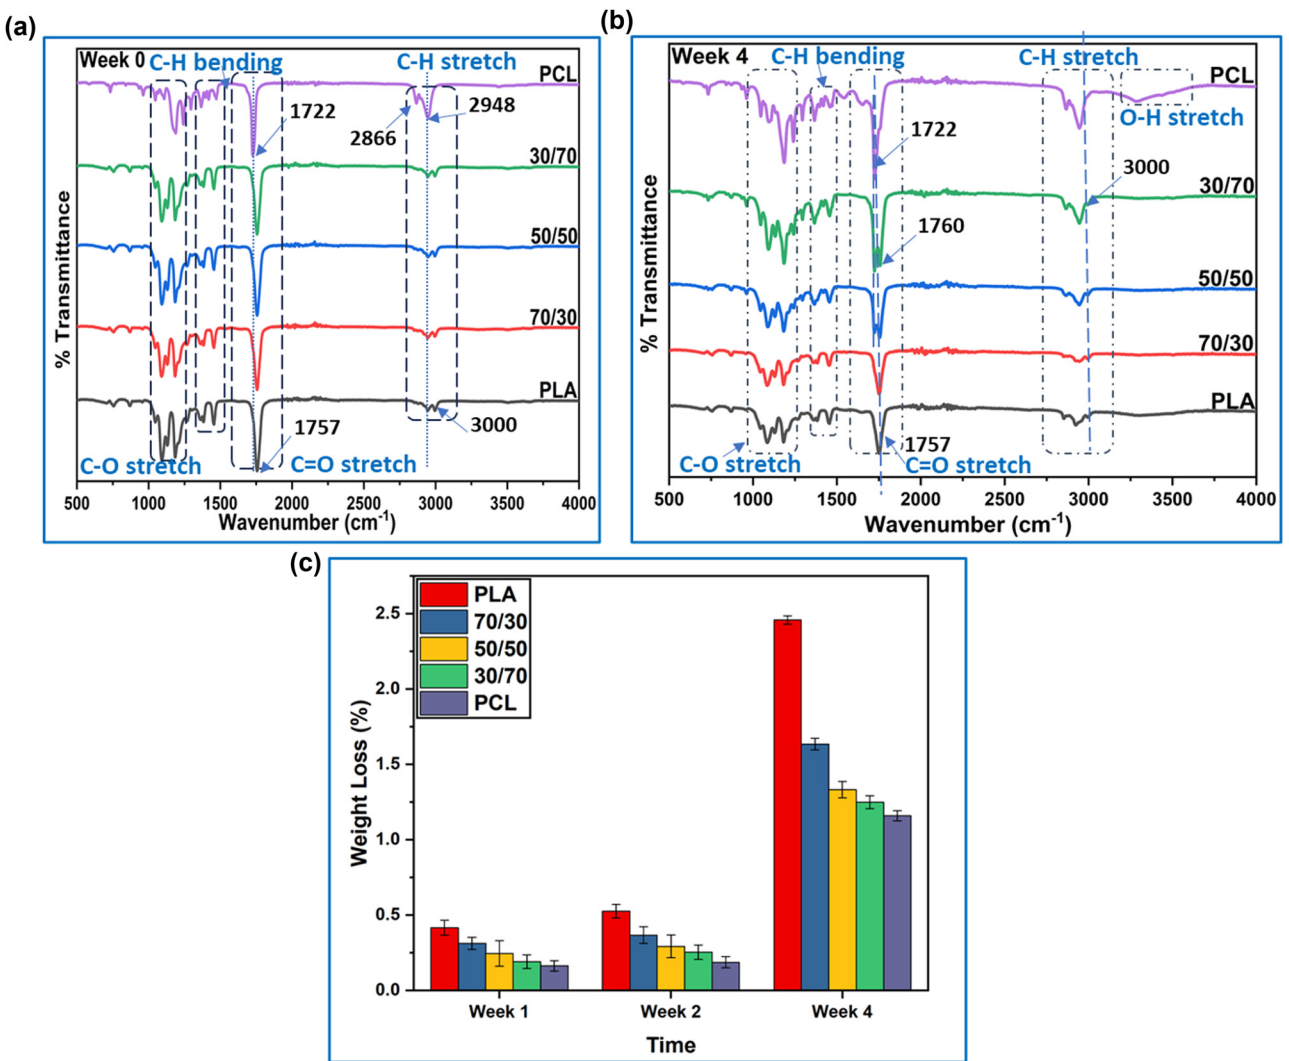 (a)
Week 0
C-H bending
C-H stretch
PCL
1722
2866
2948
30/70
50/50
70/30
PLA
3000
1757
C-O stretch
C=O stretch
% Transmittance
500 1000 1500 2000 2500 3000 3500 4000
Wavenumber (cm-1)
(b)
Week 4
C-H bending
C-H stretch
PCL
O-H stretch
1722
3000
30/70
1760
50/50
70/30
PLA
1757
C-O stretch
C=O stretch
% Transmittance
500 1000 1500 2000 2500 3000 3500 4000
Wavenumber (cm-1)
(c)
PLA
70/30
50/50
30/70
PCL
2.5
2.0
1.5
1.0
0.5
0.0
Weight Loss (%)
Week 1 Week 2 Week 4
Time